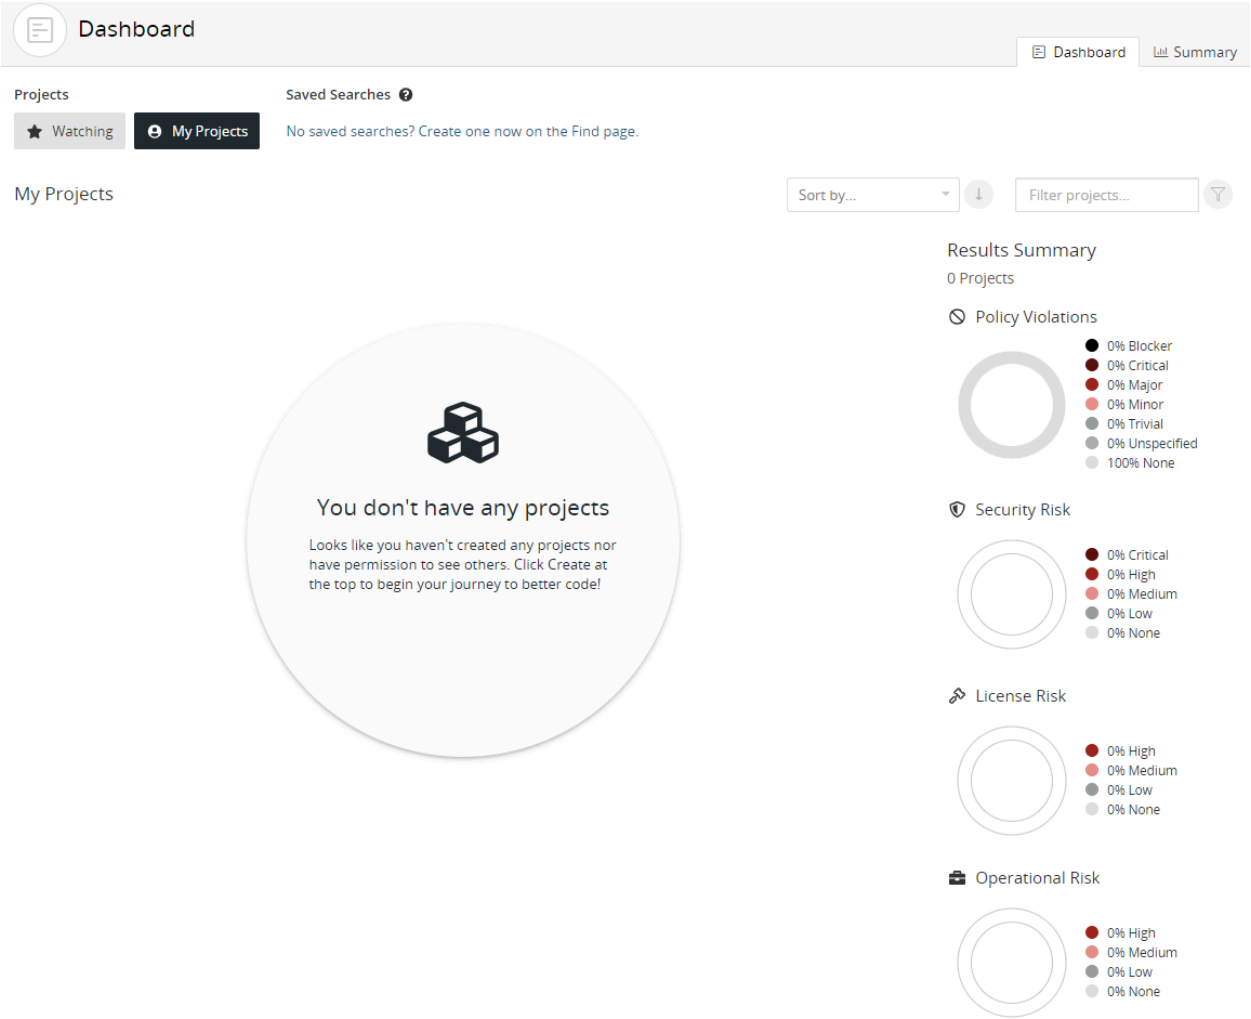 Dashboard
Dashboard
Summary
Projects
Saved Searches
Watching
My Projects
No saved searches? Create one now on the Find page.
My Projects
Sort by...
Filter projects...
Results Summary
0 Projects
Policy Violations
0% Blocker
0% Critical
0% Major
0% Minor
0% Trivial
0% Unspecified
100% None
You don't have any projects
Looks like you haven't created any projects nor
have permission to see others. Click Create at
the top to begin your journey to better code!
Security Risk
0% Critical
0% High
0% Medium
0% Low
0% None
License Risk
0% High
0% Medium
0% Low
0% None
Operational Risk
0% High
0% Medium
0% Low
0% None